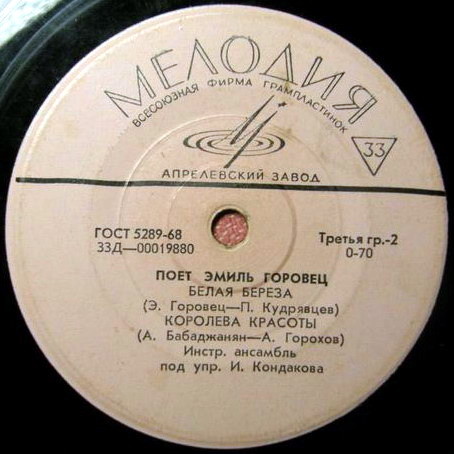 МЕЛОДИЯ
ВСЕСОЮЗНАЯ ФИРМА ГРАМПЛАСТИНОК
33
АПРЕЛЕВСКИЙ ЗАВОД
ГОСТ 5289-68
33Д—00019880
Третья гр.-2
0-70
ПОЕТ ЭМИЛЬ ГОРОВЕЦ
БЕЛАЯ БЕРЕЗА
(Э. Горовец—П. Кудрявцев)
КОРОЛЕВА КРАСОТЫ
(А. Бабаджанян—А. Горохов)
Инстр. ансамбль
под упр. И. Кондакова